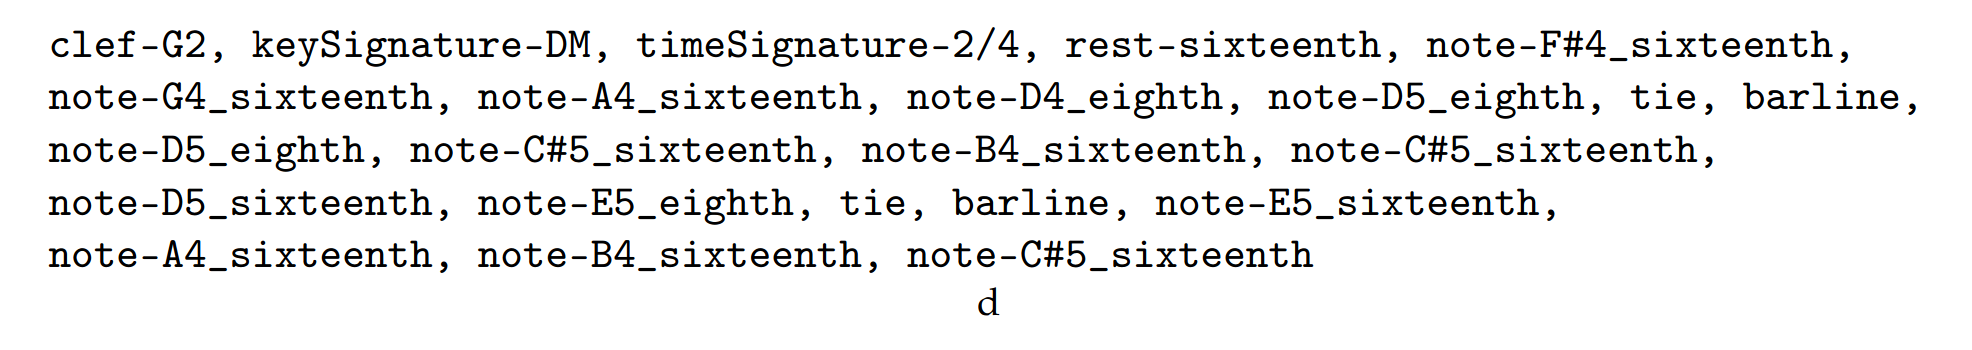 clef-G2, keySignature-DM, timeSignature-2/4, rest-sixteenth, note-F#4_sixteenth,
note-G4_sixteenth, note-A4_sixteenth, note-D4_eighth, note-D5_eighth, tie, barline,
note-D5_eighth, note-C#5_sixteenth, note-B4_sixteenth, note-C#5_sixteenth,
note-D5_sixteenth, note-E5_eighth, tie, barline, note-E5_sixteenth,
note-A4_sixteenth, note-B4_sixteenth, note-C#5_sixteenth
d